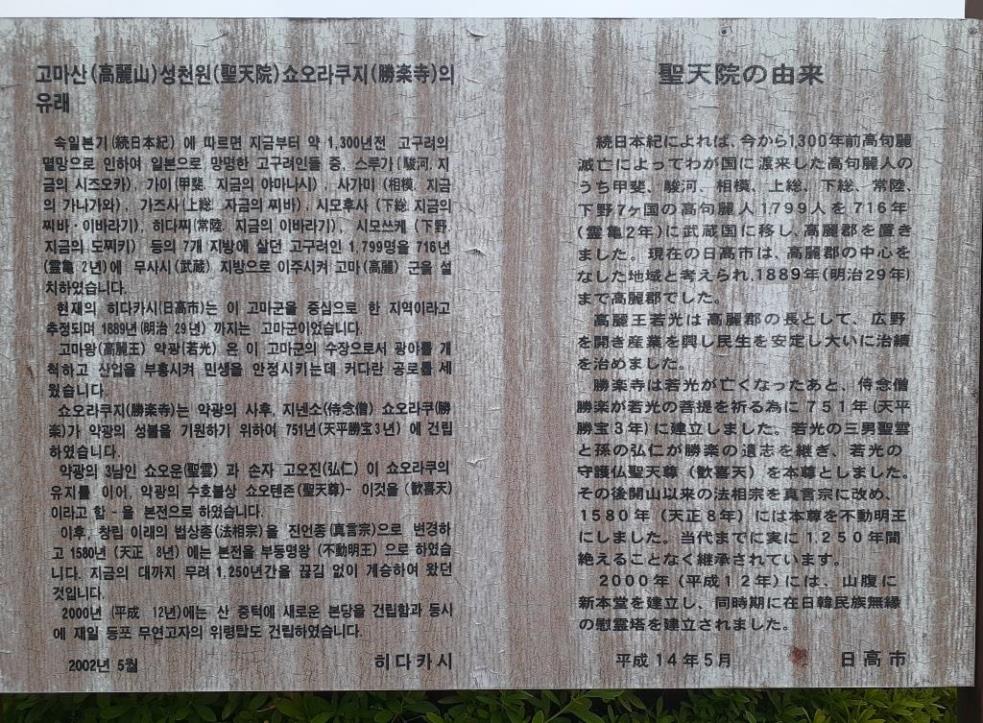 고마산(高麗山)성천원(聖天院)쇼오라쿠지(勝楽寺)의
유래
속일본기(続日本紀)에 따르면 지금부터 약 1,300년전 고구려의
멸망으로 인하여 일본으로 망명한 고구려인들 중, 스루가(駿河, 지
금의 시즈오카), 가이(甲斐, 지금의 야마나시), 사가미(相模, 지금
의 가나가와), 가즈사(上総, 지금의 찌바), 시모후사(下総, 지금의
찌바·이바라기), 히다찌(常陸, 지금의 이바라기), 시모쓰케(下野,
지금의 도찌키) 등의 7개 지방에 살던 고구려인 1,799명을 716년
(霊亀 2년)에 무사시(武蔵) 지방으로 이주시켜 고마(高麗) 군을 설
치하였습니다.
현재의 히다카시(日高市)는 이 고마군을 중심으로 한 지역이라고
추정되며 1889년(明治 29년) 까지는 고마군이었습니다.
고마왕(高麗王) 약광(若光) 은 이 고마군의 수장으로서 광야를 개
척하고 산업을 부흥시켜 민생을 안정시키는데 커다란 공로를 세
웠습니다.
쇼오라쿠지(勝楽寺)는 약광의 사후, 지넨소(侍念僧) 쇼오라쿠(勝
楽)가 약광의 성불을 기원하기 위하여 751년(天平勝宝3년) 에 건립
하였습니다.
약광의 3남인 쇼오운(聖雲) 과 손자 고오진(弘仁) 이 쇼오라쿠의
유지를 이어, 약광의 수호불상 쇼오텐존(聖天尊)- 이것을 (歓喜天)
이라고 함 -을 본전으로 하였습니다.
이후, 창립 이래의 법상종(法相宗)을 진언종(真言宗)으로 변경하
고 1580년 (天正 8년) 에는 본전을 부동명왕 (不動明王) 으로 하였습
니다. 지금의 대까지 무려 1,250년간을 끊김 없이 계승하여 왔던
것입니다.
2000년 (平成 12년)에는 산 중턱에 새로운 본당을 건립함과 동시
에 재일 동포 무연고자의 위령탑도 건립하였습니다.
2002년 5월 히다카시
聖天院の由来
続日本紀によれば、今から1,300年前高句麗
滅亡によってわが国に渡来した高句麗人の
うち甲斐、駿河、相模、上総、下総、常陸、
下野7ヶ国の高句麗人1,799人を716年
(霊亀2年)に武蔵国に移し、高麗郡を置き
ました。現在の日高市は、高麗郡の中心を
なした地域と考えられ、1889年(明治29年)
まで高麗郡でした。
高麗王若光は高麗郡の長として、広野
を開き産業を興し民生を安定し大いに治績
を治めました。
勝楽寺は若光が亡くなったあと、侍念僧
勝楽が若光の菩提を祈る為に751年(天平
勝宝3年)に建立しました。若光の三男聖雲
と孫の弘仁が勝楽の遺志を継ぎ、若光の
守護仏聖天尊(歓喜天)を本尊としました。
その後開山以来の法相宗を真言宗に改め、
1580年(天正8年)には本尊を不動明王
にしました。当代までに実に1,250年間
絶えることなく継承されています。
2000年(平成12年)には、山腹に
新本堂を建立し、同時期に在日韓民族無縁
の慰霊塔を建立されました。
平成14年5月 日高市